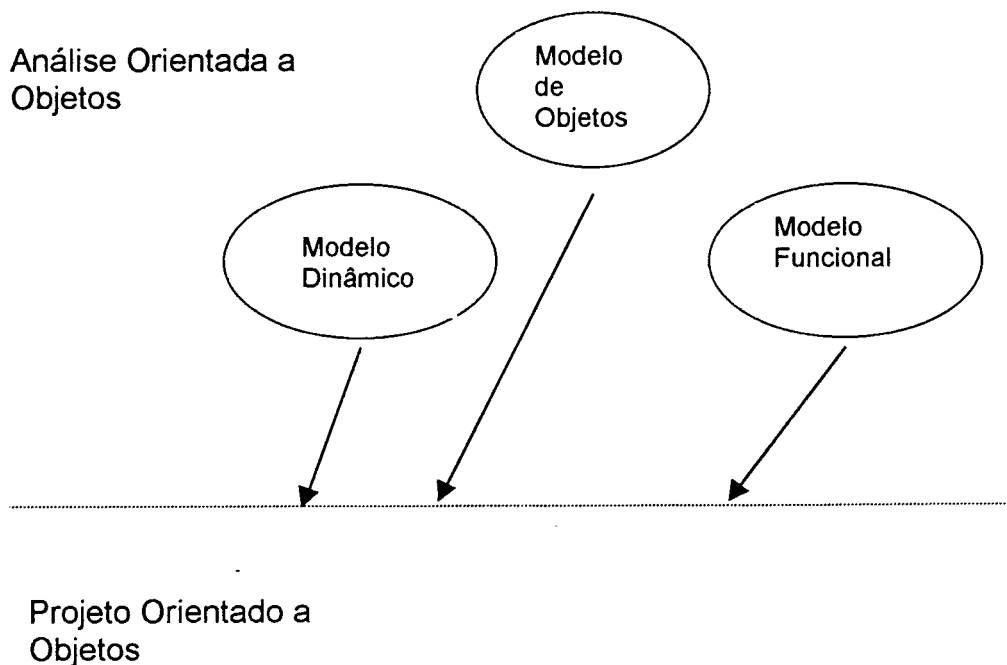 Análise Orientada a
Objetos
Modelo
de
Objetos
Modelo
Dinâmico
Modelo
Funcional
Projeto Orientado a
Objetos